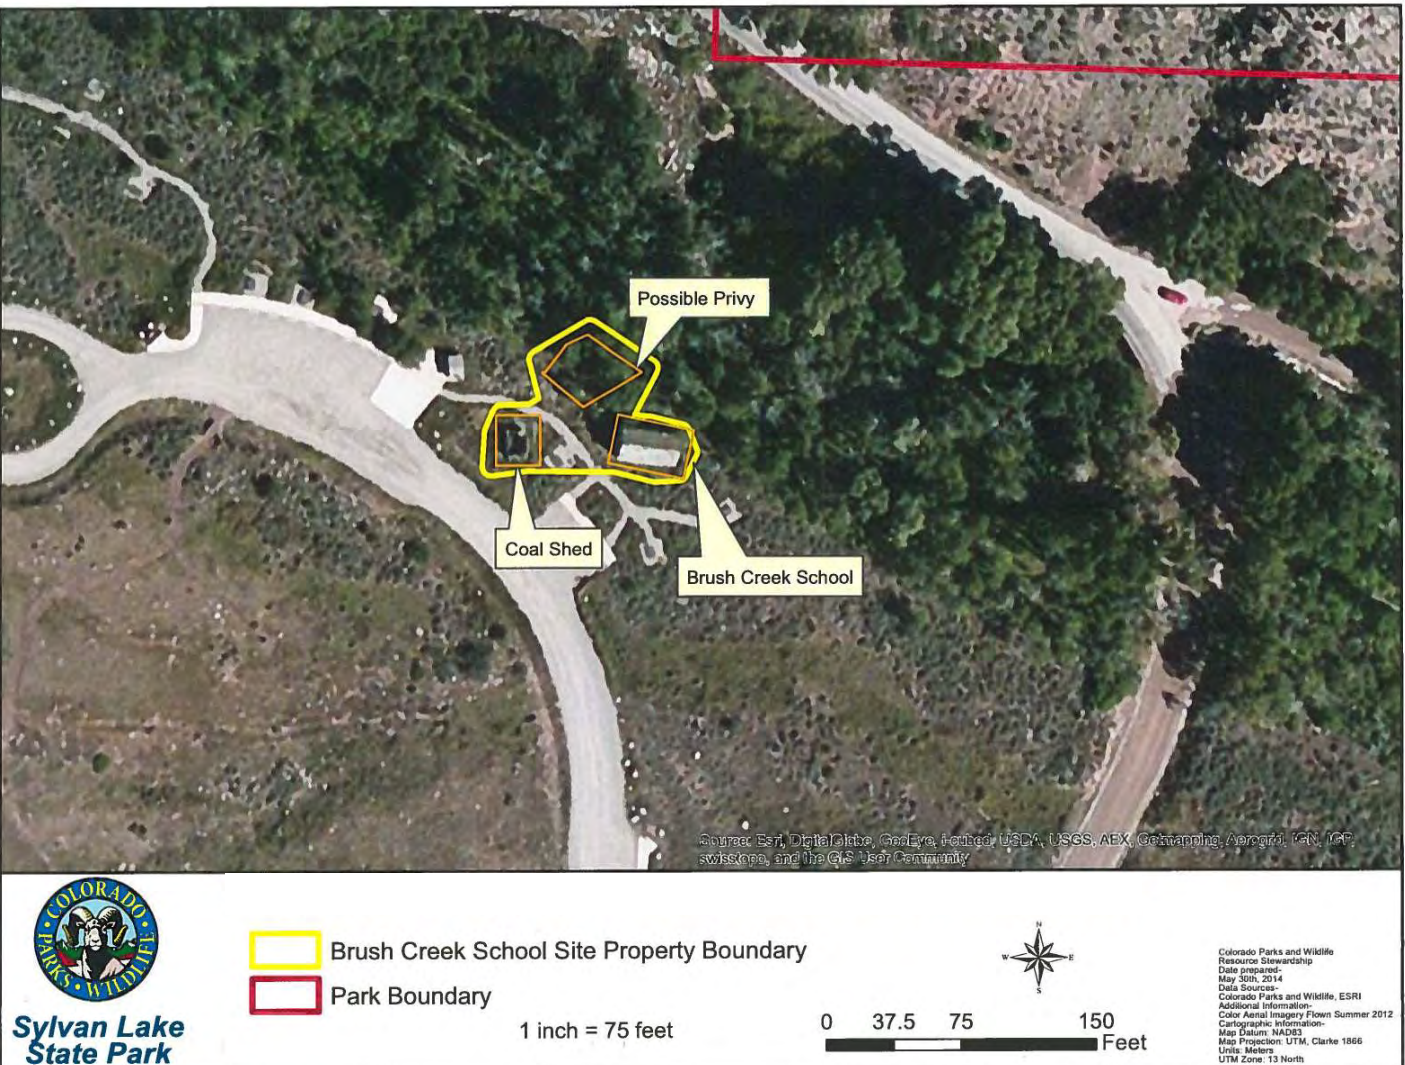 Possible Privy
Coal Shed
Brush Creek School
Source: Esri, DigitalGlobe, GeoEye, i-cubed, USDA, USGS, AEX, Getmapping, Aerogrid, IGN, IGP,
swisstopo, and the GIS User Community
COLORADO
PARKS • WILDLIFE
Sylvan Lake
State Park
Brush Creek School Site Property Boundary
Park Boundary
1 inch = 75 feet
N
W E
S
0 37.5 75 150
Feet
Colorado Parks and Wildlife
Resource Stewardship
Date prepared-
May 30th, 2014
Data Sources-
Colorado Parks and Wildlife, ESRI
Additional Information-
Color Aerial Imagery Flown Summer 2012
Cartographic Information-
Map Datum: NAD83
Map Projection: UTM, Clarke 1866
Units: Meters
UTM Zone: 13 North